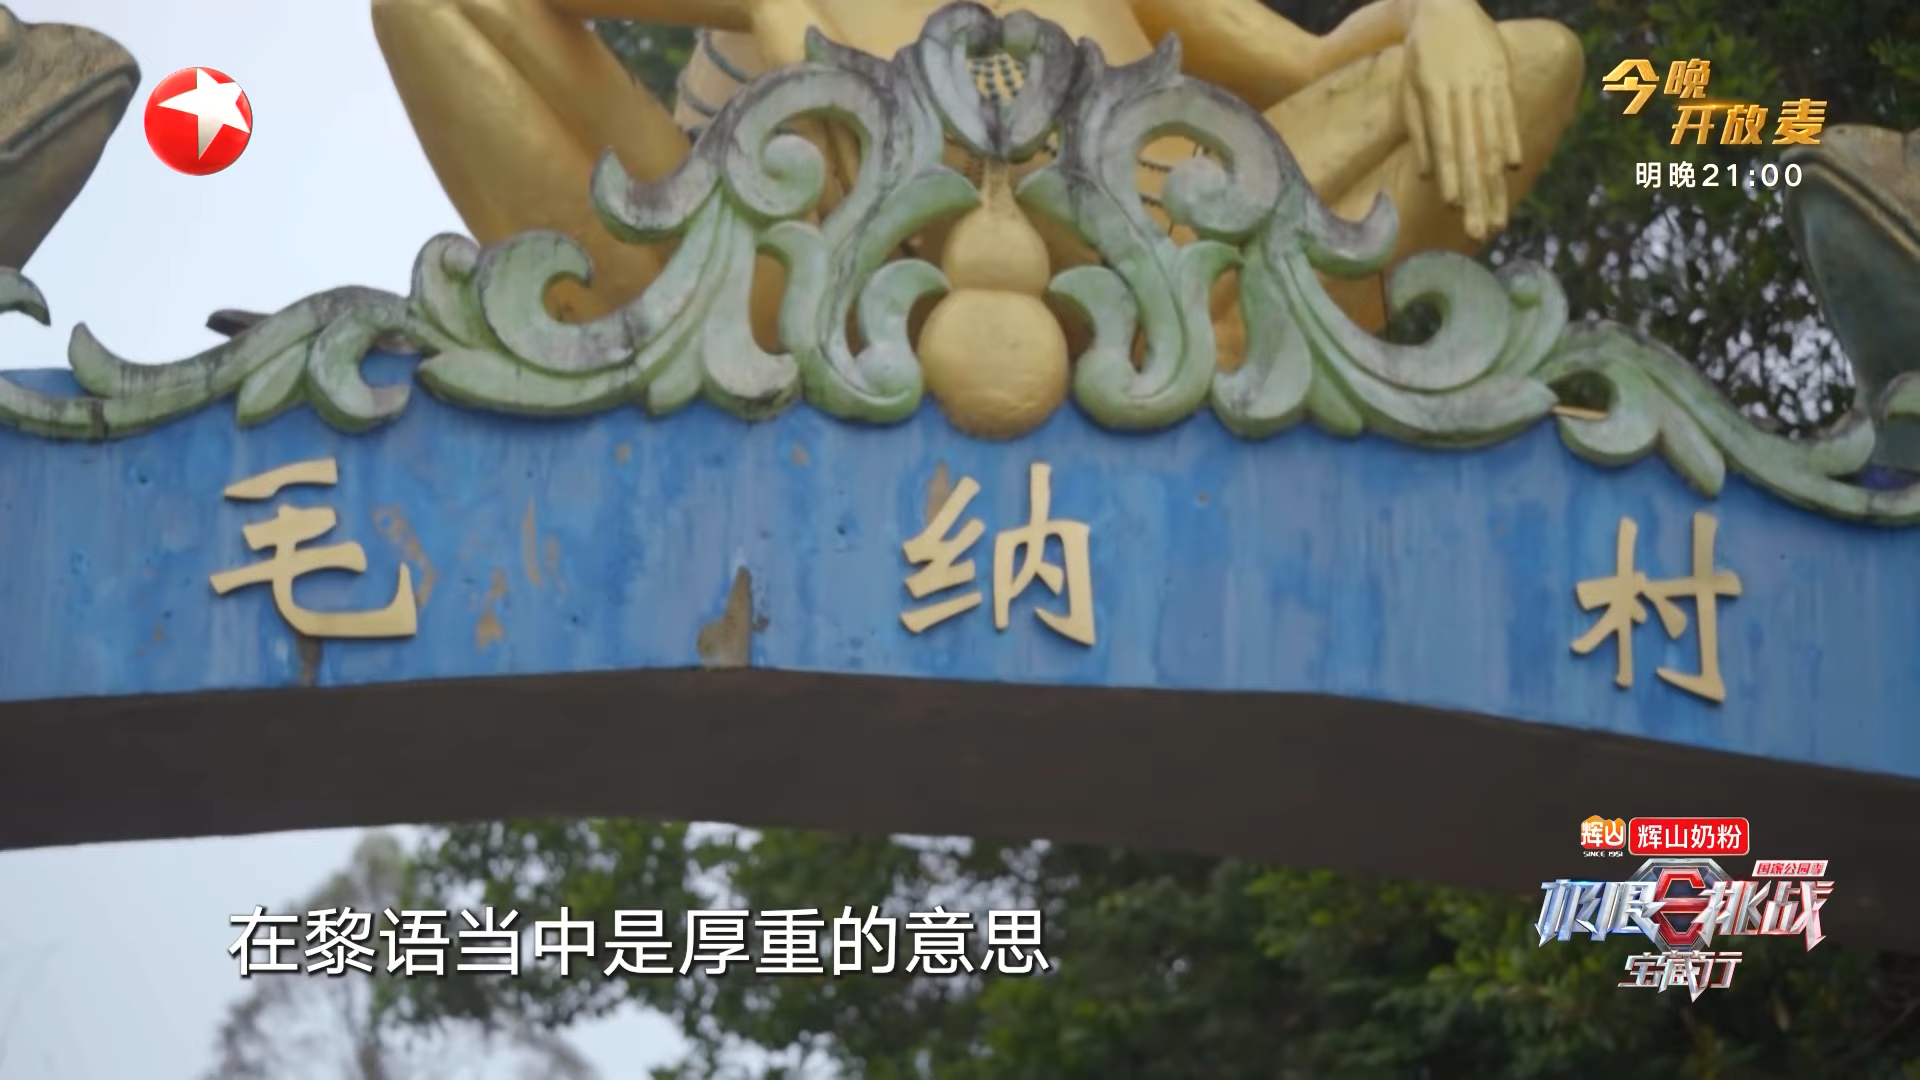 今晚
开放麦
明晚21:00
毛纳村
辉山
SINCE 1951
辉山奶粉
国家公园季
极限挑战
宝藏行
在黎语当中是厚重的意思